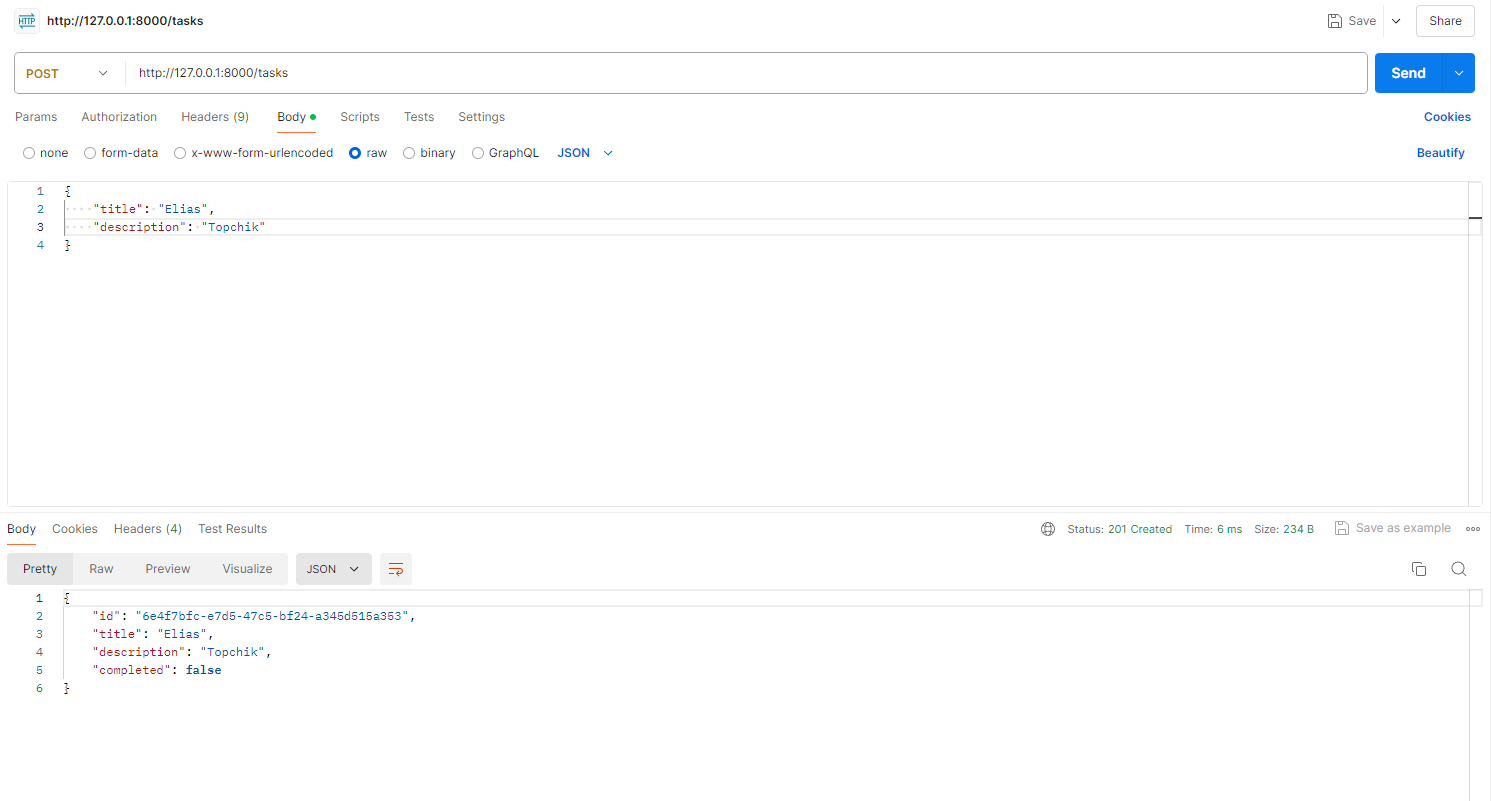 HTTP http://127.0.0.1:8000/tasks Save Share
POST http://127.0.0.1:8000/tasks Send
Params Authorization Headers (9) Body Scripts Tests Settings Cookies
none form-data x-www-form-urlencoded raw binary GraphQL JSON Beautify
1 {
2 ····"title":·"Elias",
3 ····"description":·"Topchik"
4 }
Body Cookies Headers (4) Test Results Status: 201 Created Time: 6 ms Size: 234 B Save as example
Pretty Raw Preview Visualize JSON
1 {
2 "id": "6e4f7bfc-e7d5-47c5-bf24-a345d515a353",
3 "title": "Elias",
4 "description": "Topchik",
5 "completed": false
6 }